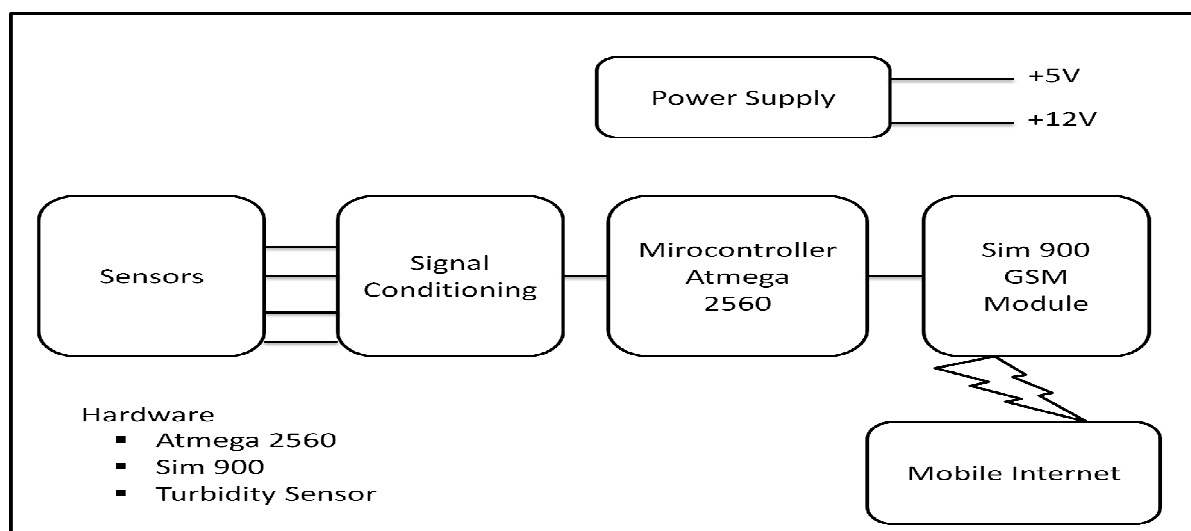 Power Supply
+5V
+12V
Sensors
Signal
Conditioning
Mirocontroller
Atmega
2560
Sim 900
GSM
Module
Mobile Internet
Hardware
▪ Atmega 2560
▪ Sim 900
▪ Turbidity Sensor